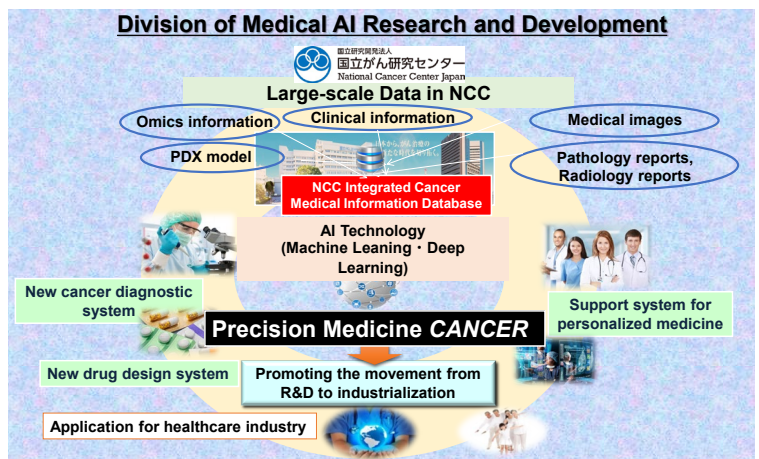 Division of Medical AI Research and Development
国立研究開発法人
国立がん研究センター
National Cancer Center Japan
Large-scale Data in NCC
Omics information
Clinical information
Medical images
PDX model
Pathology reports,
Radiology reports
NCC Integrated Cancer
Medical Information Database
AI Technology
(Machine Leaning・Deep
Learning)
New cancer diagnostic
system
Support system for
personalized medicine
Precision Medicine CANCER
New drug design system
Promoting the movement from
R&D to industrialization
Application for healthcare industry